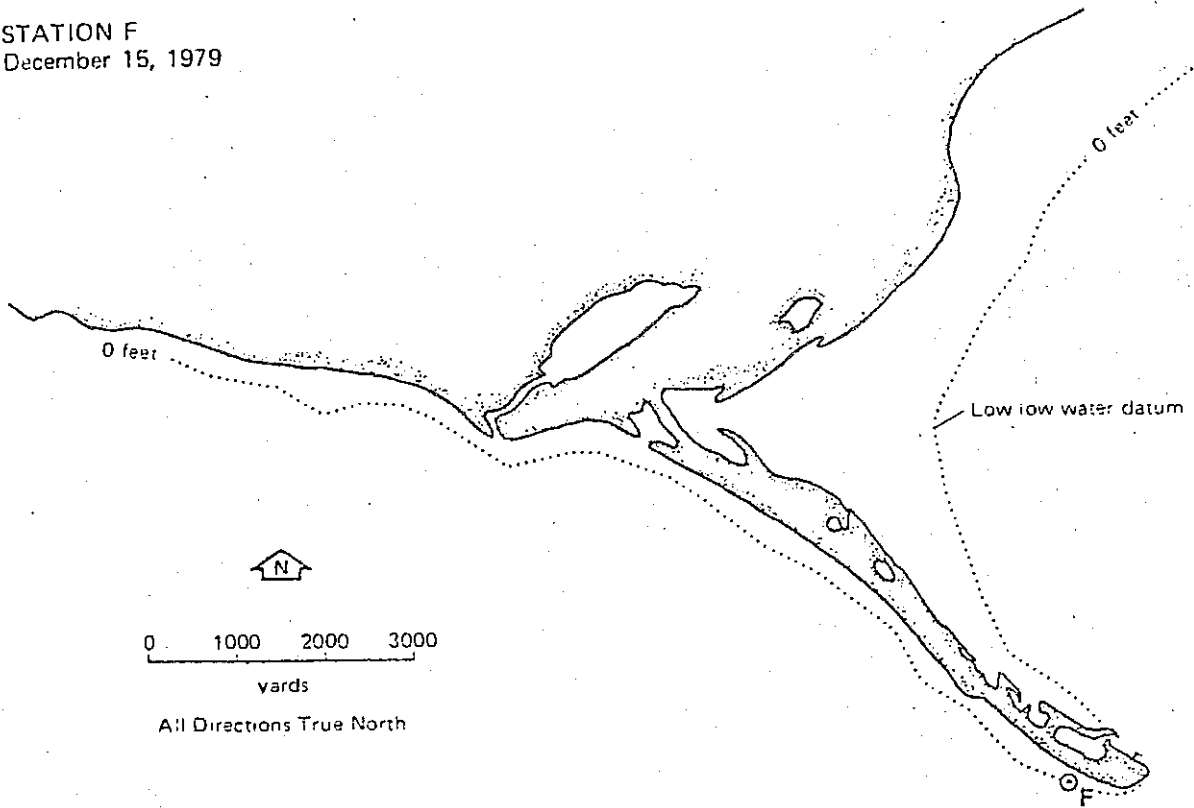 STATION F
December 15, 1979
0 feet
0 feet
Low low water datum
N
0 1000 2000 3000
yards
All Directions True North
F